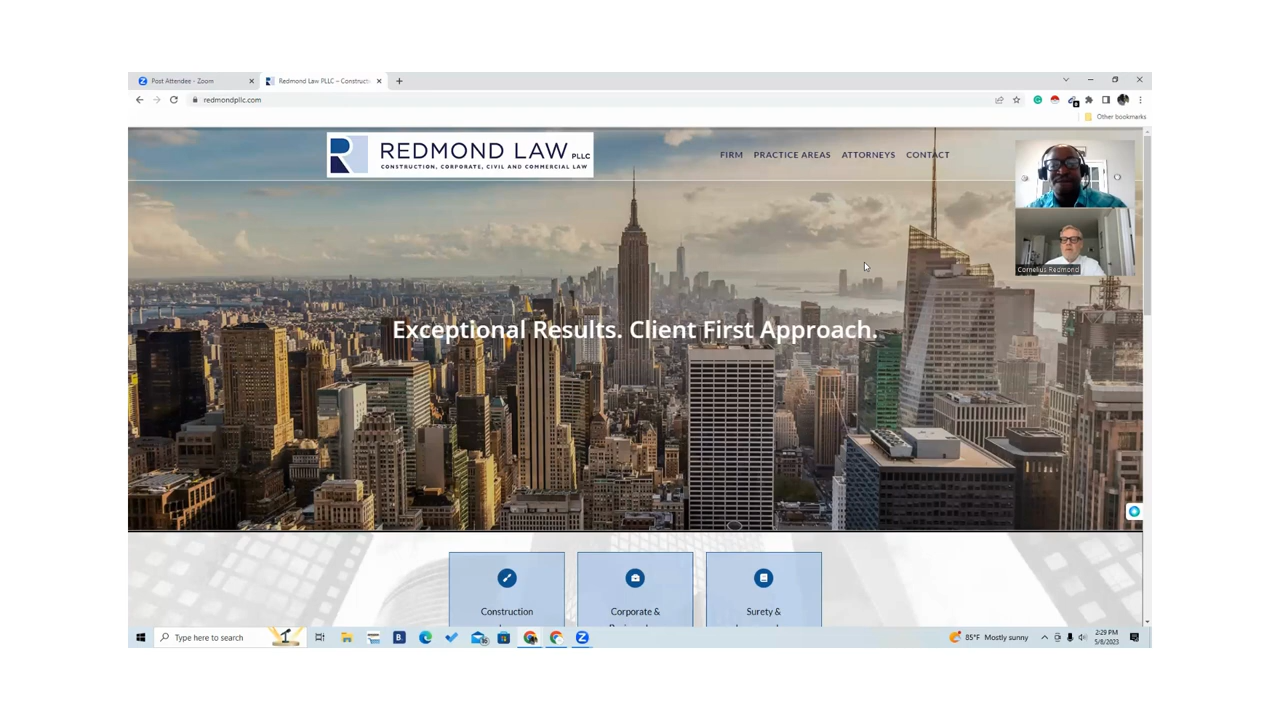 Post Attendee - Zoom
Redmond Law PLLC – Construct
redmondpllc.com
Other bookmarks
REDMOND LAW PLLC
CONSTRUCTION, CORPORATE, CIVIL AND COMMERCIAL LAW
FIRM PRACTICE AREAS ATTORNEYS CONTACT
Cornelius Redmond
Exceptional Results. Client First Approach.
Construction
Corporate &
Surety &
Type here to search
85°F Mostly sunny
2:29 PM
5/8/2023